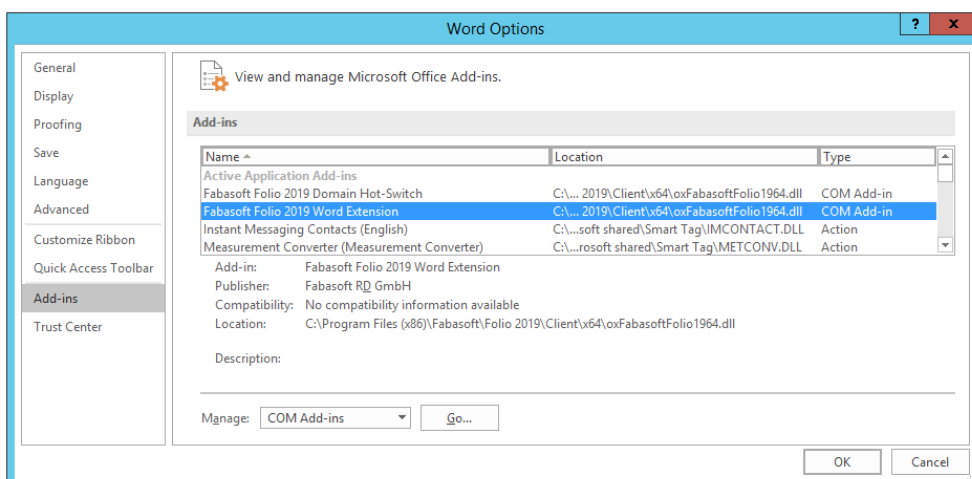 Word Options
? x
General
Display
Proofing
Save
Language
Advanced
Customize Ribbon
Quick Access Toolbar
Add-ins
Trust Center
View and manage Microsoft Office Add-ins.
Add-ins
Name Location Type
Active Application Add-ins
Fabasoft Folio 2019 Domain Hot-Switch C:\... 2019\Client\x64\oxFabasoftFolio1964.dll COM Add-in
Fabasoft Folio 2019 Word Extension C:\... 2019\Client\x64\oxFabasoftFolio1964.dll COM Add-in
Instant Messaging Contacts (English) C:\...soft shared\Smart Tag\IMCONTACT.DLL Action
Measurement Converter (Measurement Converter) C:\...rosoft shared\Smart Tag\METCONV.DLL Action
Add-in: Fabasoft Folio 2019 Word Extension
Publisher: Fabasoft RD GmbH
Compatibility: No compatibility information available
Location: C:\Program Files (x86)\Fabasoft\Folio 2019\Client\x64\oxFabasoftFolio1964.dll
Description:
Manage: COM Add-ins Go...
OK Cancel